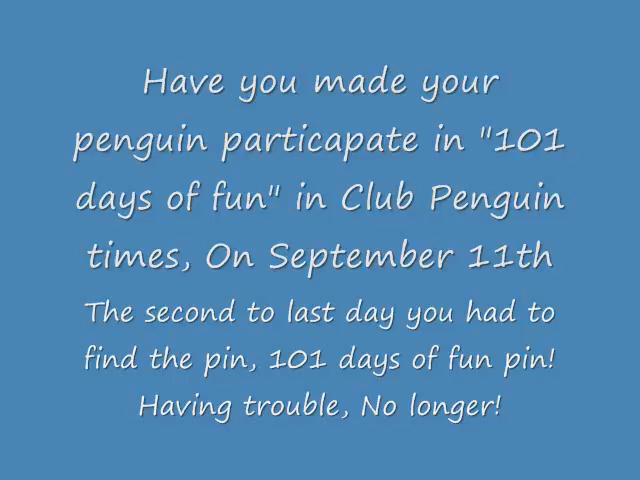 Have you made your
penguin particapate in "101
days of fun" in Club Penguin
times, On September 11th
The second to last day you had to
find the pin, 101 days of fun pin!
Having trouble, No longer!